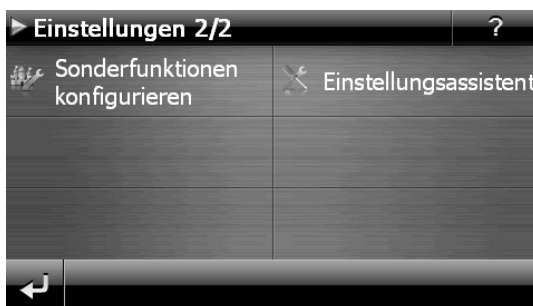 Einstellungen 2/2
?
Sonderfunktionen
konfigurieren
Einstellungsassistent